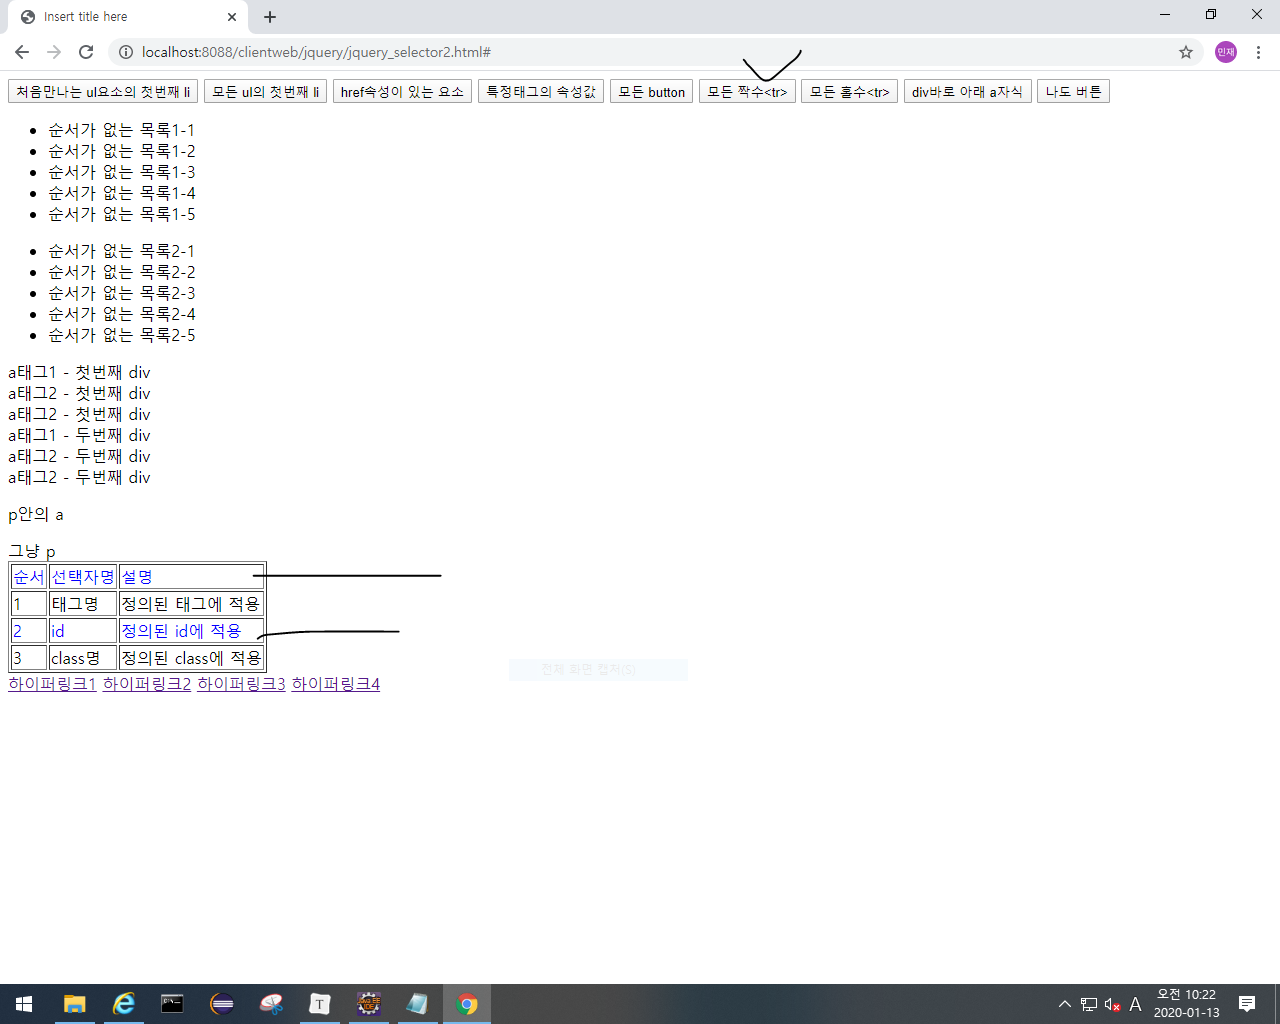 Insert title here
localhost:8088/clientweb/jquery/jquery_selector2.html#
민재
처음만나는 ul요소의 첫번째 li 모든 ul의 첫번째 li href속성이 있는 요소 특정태그의 속성값 모든 button 모든 짝수<tr> 모든 홀수<tr> div바로 아래 a자식 나도 버튼
순서가 없는 목록1-1
순서가 없는 목록1-2
순서가 없는 목록1-3
순서가 없는 목록1-4
순서가 없는 목록1-5
순서가 없는 목록2-1
순서가 없는 목록2-2
순서가 없는 목록2-3
순서가 없는 목록2-4
순서가 없는 목록2-5
a태그1 - 첫번째 div
a태그2 - 첫번째 div
a태그2 - 첫번째 div
a태그1 - 두번째 div
a태그2 - 두번째 div
a태그2 - 두번째 div
p안의 a
그냥 p
순서 선택자명 설명
1 태그명 정의된 태그에 적용
2 id 정의된 id에 적용
3 class명 정의된 class에 적용
전체 화면 캡처(S)
하이퍼링크1 하이퍼링크2 하이퍼링크3 하이퍼링크4
T
A
오전 10:22
2020-01-13